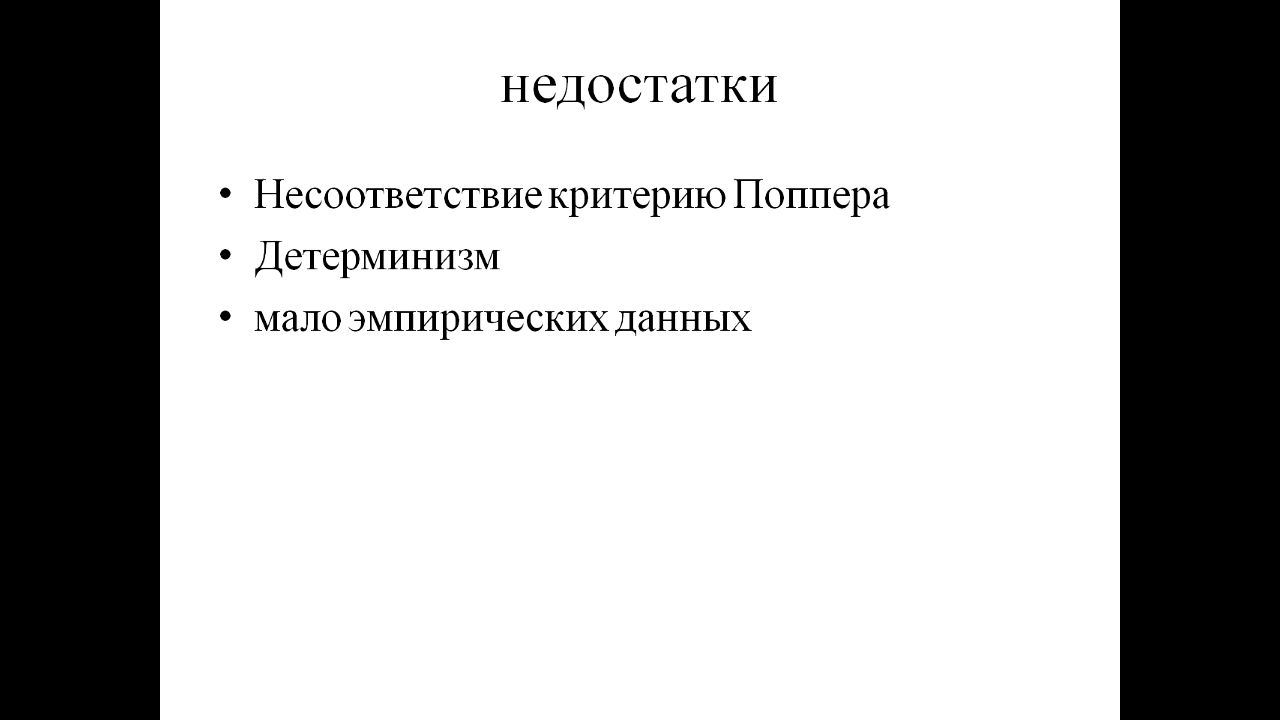 недостатки
• Несоответствие критерию Поппера
• Детерминизм
• мало эмпирических данных